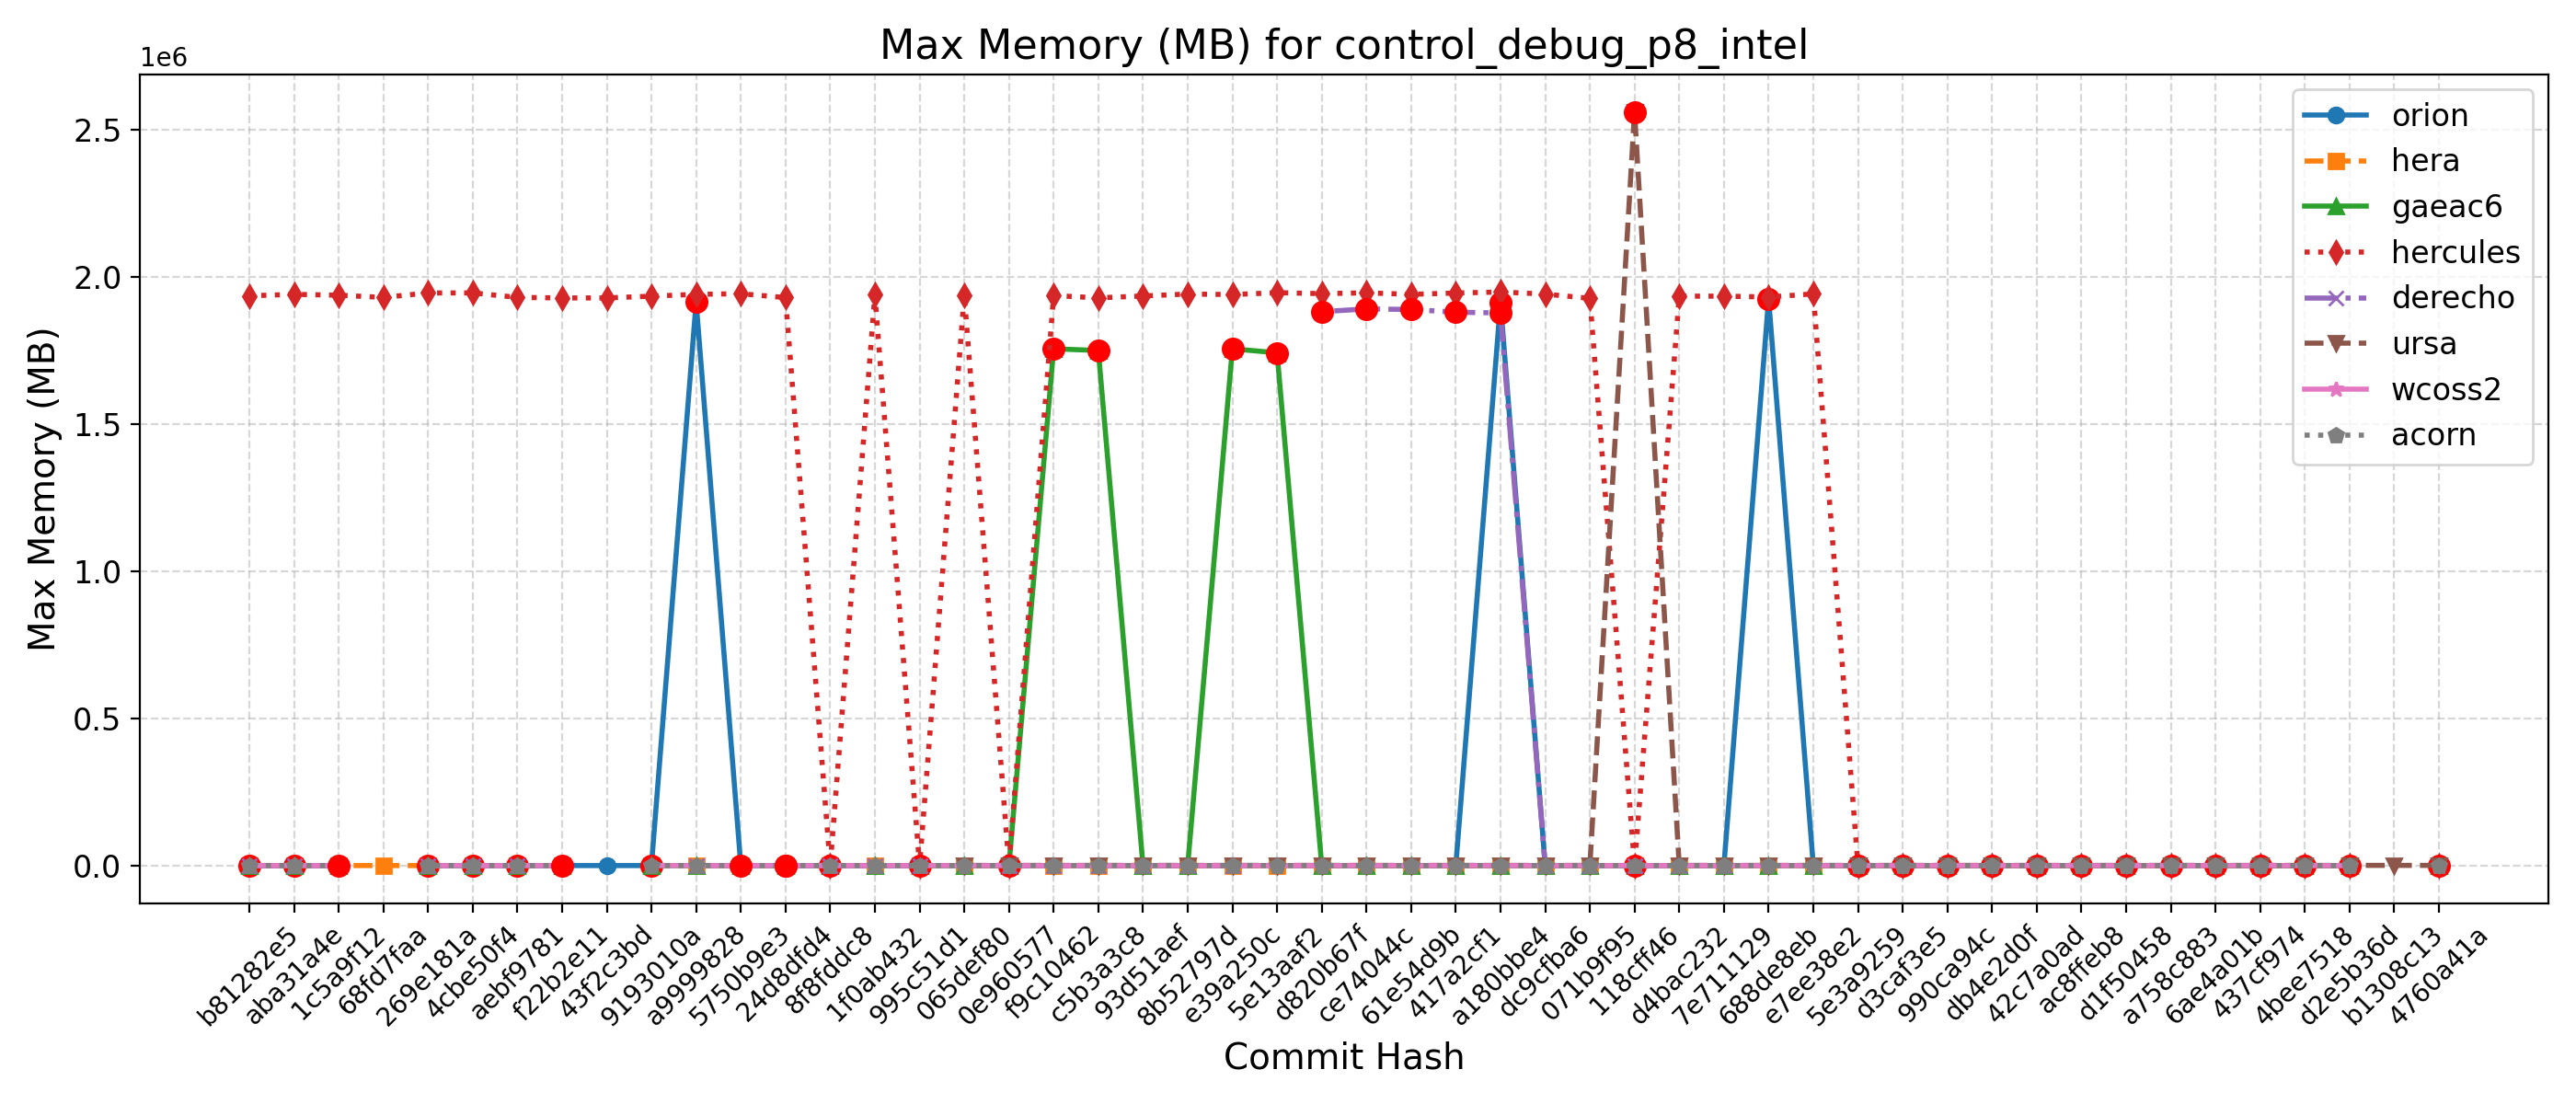 Max Memory (MB) for control_debug_p8_intel
1e6
2.5
2.0
1.5
1.0
0.5
0.0
Max Memory (MB)
orion
hera
gaeac6
hercules
derecho
ursa
wcoss2
acorn
b81282e5
aba31a4e
1c5a9f12
68fd7faa
269e181a
4cbe50f4
aebf9781
f22b2e11
43f2c3bd
9193010a
a9999828
5750b9e3
24d8dfd4
8f8fddc8
1f0ab432
995c51d1
065def80
0e960577
f9c10462
c5b3a3c8
93d51aef
8b52797d
e39a250c
5e13aaf2
d820b67f
ce74044c
61e54d9b
417a2cf1
a180bbe4
dc9cfba6
071b9f95
118cff46
d4bac232
7e711129
688de8eb
e7ee38e2
5e3a9259
d3caf3e5
990ca94c
db4e2d0f
42c7a0ad
ac8ffeb8
d1f50458
a758c883
6ae4a01b
437cf974
4bee7518
d2e5b36d
b1308c13
4760a41a
Commit Hash